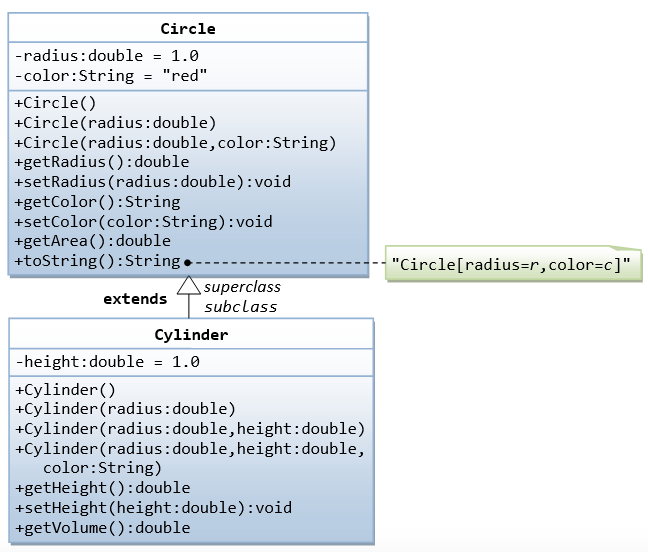 Circle
-radius:double = 1.0
-color:String = "red"
+Circle()
+Circle(radius:double)
+Circle(radius:double,color:String)
+getRadius():double
+setRadius(radius:double):void
+getColor():String
+setColor(color:String):void
+getArea():double
+toString():String
"Circle[radius=r,color=c]"
superclass
extends
subclass
Cylinder
-height:double = 1.0
+Cylinder()
+Cylinder(radius:double)
+Cylinder(radius:double,height:double)
+Cylinder(radius:double,height:double,
color:String)
+getHeight():double
+setHeight(height:double):void
+getVolume():double